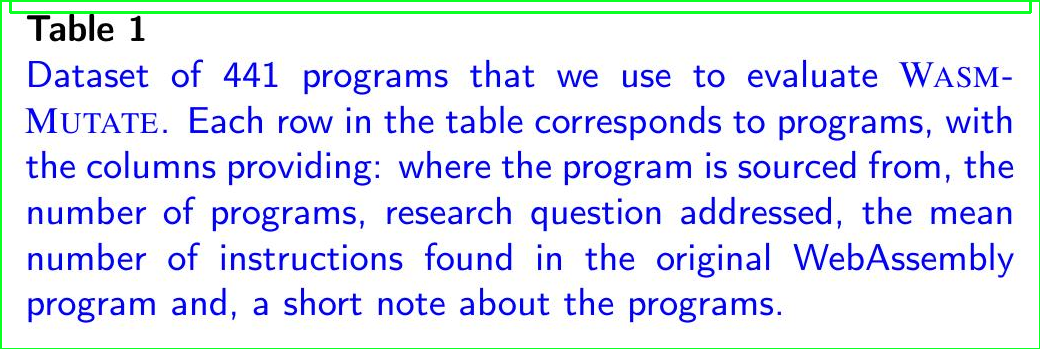 Table 1
Dataset of 441 programs that we use to evaluate WASM-
MUTATE. Each row in the table corresponds to programs, with
the columns providing: where the program is sourced from, the
number of programs, research question addressed, the mean
number of instructions found in the original WebAssembly
program and, a short note about the programs.